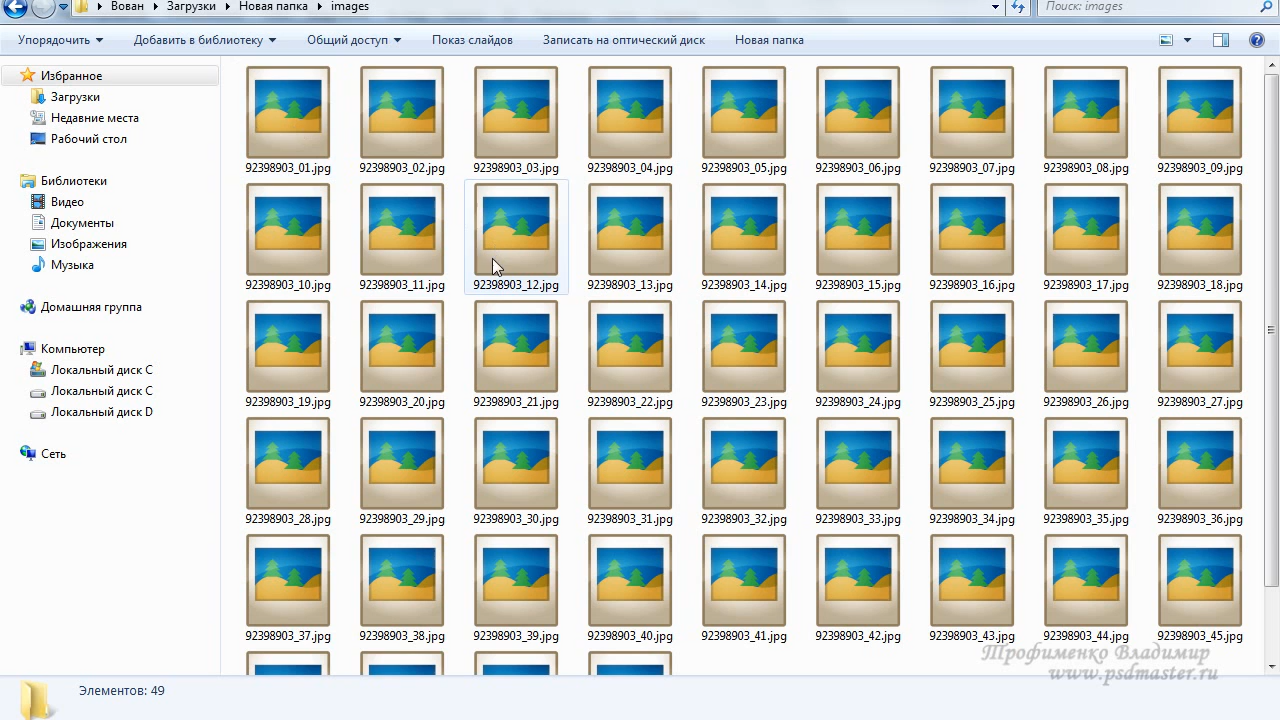 Вован Загрузки Новая папка images Поиск: images
Упорядочить Добавить в библиотеку Общий доступ Показ слайдов Записать на оптический диск Новая папка
Избранное
Загрузки
Недавние места
Рабочий стол
Библиотеки
Видео
Документы
Изображения
Музыка
Домашняя группа
Компьютер
Локальный диск C
Локальный диск C
Локальный диск D
Сеть
92398903_01.jpg 92398903_02.jpg 92398903_03.jpg 92398903_04.jpg 92398903_05.jpg 92398903_06.jpg 92398903_07.jpg 92398903_08.jpg 92398903_09.jpg
92398903_10.jpg 92398903_11.jpg 92398903_12.jpg 92398903_13.jpg 92398903_14.jpg 92398903_15.jpg 92398903_16.jpg 92398903_17.jpg 92398903_18.jpg
92398903_19.jpg 92398903_20.jpg 92398903_21.jpg 92398903_22.jpg 92398903_23.jpg 92398903_24.jpg 92398903_25.jpg 92398903_26.jpg 92398903_27.jpg
92398903_28.jpg 92398903_29.jpg 92398903_30.jpg 92398903_31.jpg 92398903_32.jpg 92398903_33.jpg 92398903_34.jpg 92398903_35.jpg 92398903_36.jpg
92398903_37.jpg 92398903_38.jpg 92398903_39.jpg 92398903_40.jpg 92398903_41.jpg 92398903_42.jpg 92398903_43.jpg 92398903_44.jpg 92398903_45.jpg
Трофименко Владимир
www.psdmaster.ru
Элементов: 49